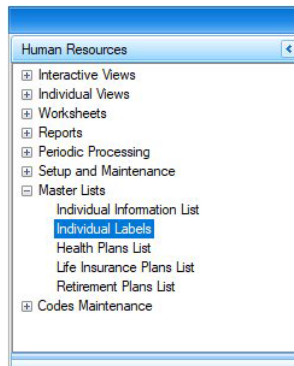 Human Resources
Interactive Views
Individual Views
Worksheets
Reports
Periodic Processing
Setup and Maintenance
Master Lists
Individual Information List
Individual Labels
Health Plans List
Life Insurance Plans List
Retirement Plans List
Codes Maintenance